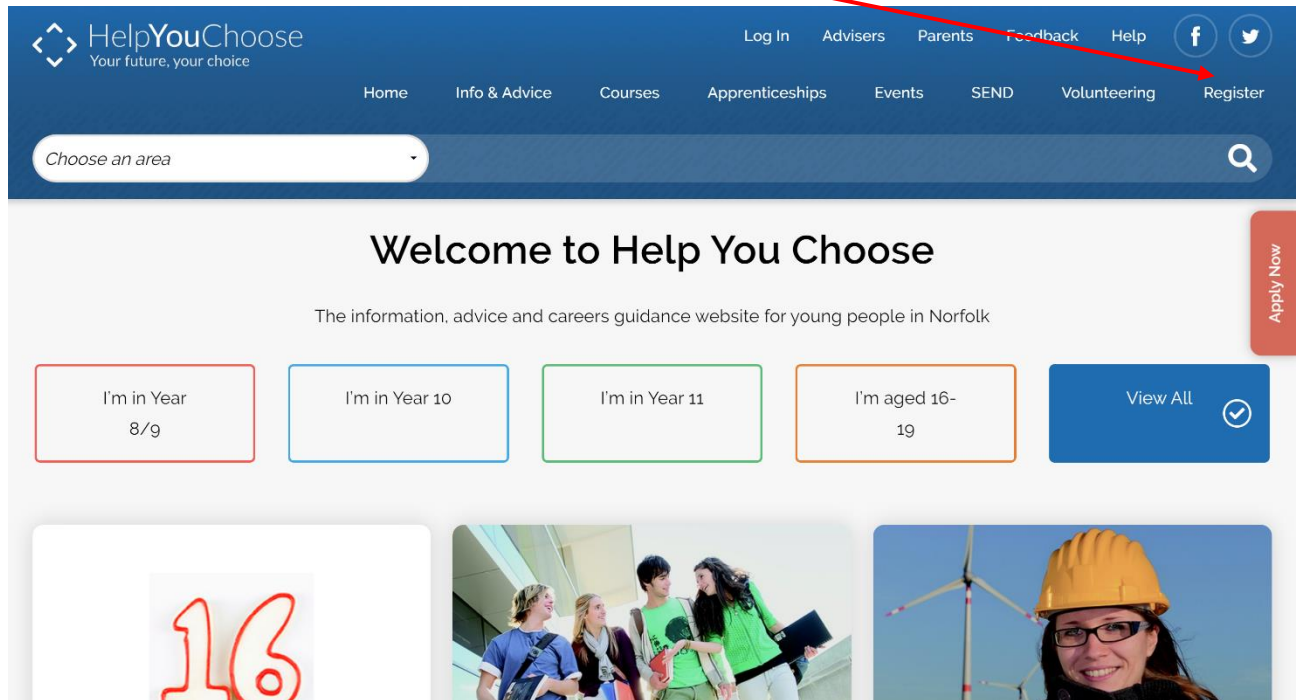 HelpYouChoose
Your future, your choice
Log In Advisers Parents Feedback Help
Home Info & Advice Courses Apprenticeships Events SEND Volunteering Register
Choose an area
Welcome to Help You Choose
The information, advice and careers guidance website for young people in Norfolk
Apply Now
I'm in Year
8/9
I'm in Year 10
I'm in Year 11
I'm aged 16-
19
View All
16